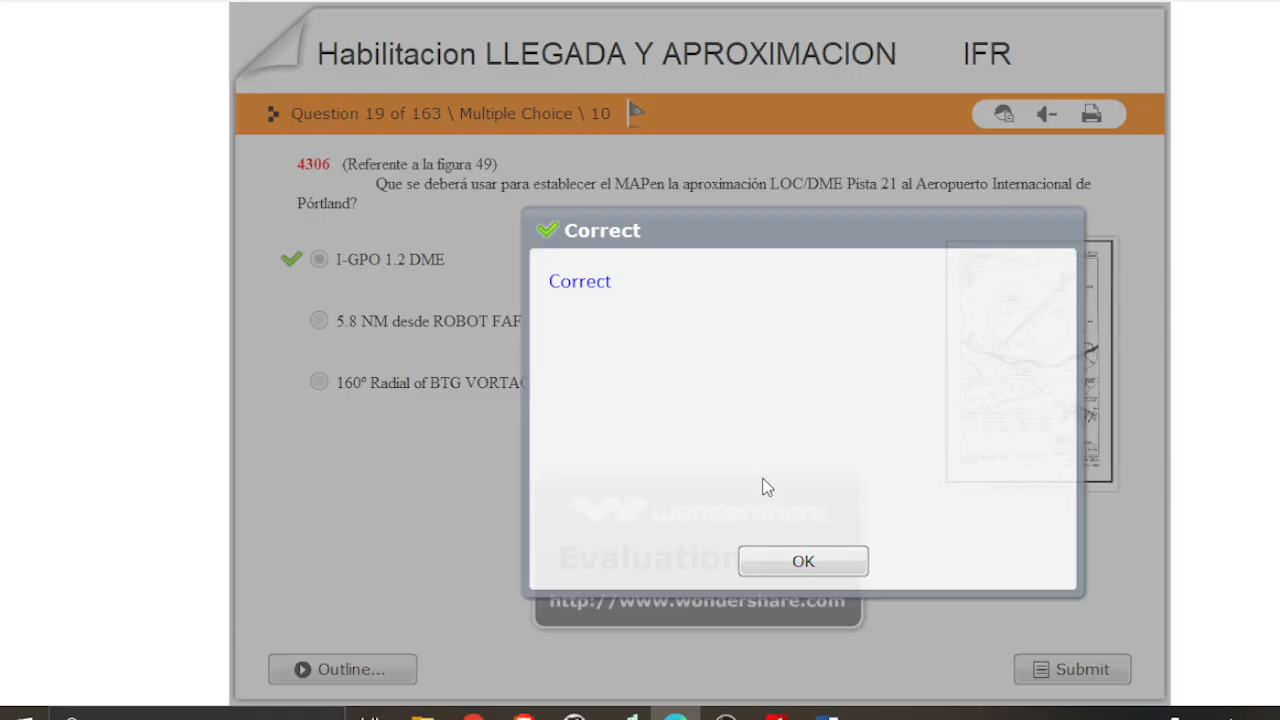 Habilitacion LLEGADA Y APROXIMACION IFR
Question 19 of 163 \ Multiple Choice \ 10
4306 (Referente a la figura 49)
Que se deberá usar para establecer el MAPen la aproximación LOC/DME Pista 21 al Aeropuerto Internacional de
Pórtland?
Correct
Correct
I-GPO 1.2 DME
5.8 NM desde ROBOT FAF
160º Radial of BTG VORTAC
wondershare
Evaluation
OK
http://www.wondershare.com
Outline...
Submit